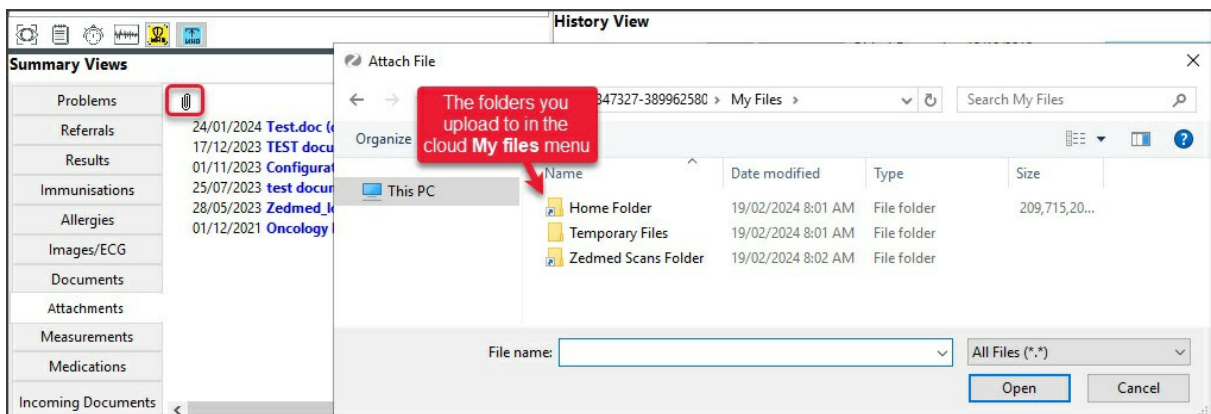 History View
Summary Views
Problems
Referrals
Results
Immunisations
Allergies
Images/ECG
Documents
Attachments
Measurements
Medications
Incoming Documents
24/01/2024 Test.doc (
17/12/2023 TEST docu
01/11/2023 Configurat
25/07/2023 test docun
28/05/2023 Zedmed_l
01/12/2021 Oncology
Attach File
347327-389962580 > My Files >
Search My Files
The folders you
upload to in the
cloud My files menu
Organize
This PC
Name Date modified Type Size
Home Folder 19/02/2024 8:01 AM File folder 209,715,20...
Temporary Files 19/02/2024 8:01 AM File folder
Zedmed Scans Folder 19/02/2024 8:02 AM File folder
File name:
All Files (*.*)
Open Cancel